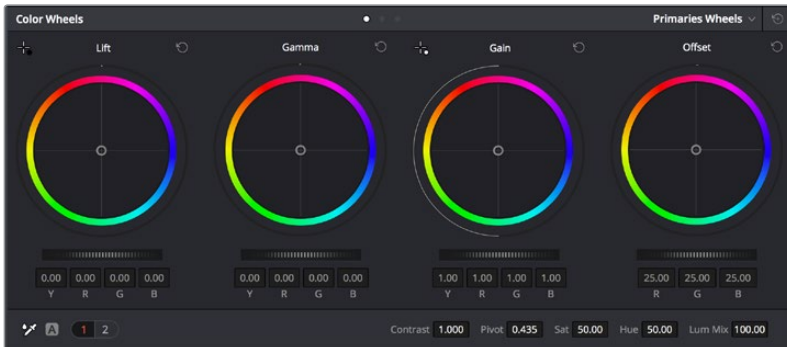 Color Wheels Primaries Wheels
Lift Gamma Gain Offset
0.00 0.00 0.00 0.00 0.00 0.00 0.00 0.00 1.00 1.00 1.00 1.00 25.00 25.00 25.00
Y R G B Y R G B Y R G B R G B
A 1 2 Contrast 1.000 Pivot 0.435 Sat 50.00 Hue 50.00 Lum Mix 100.00